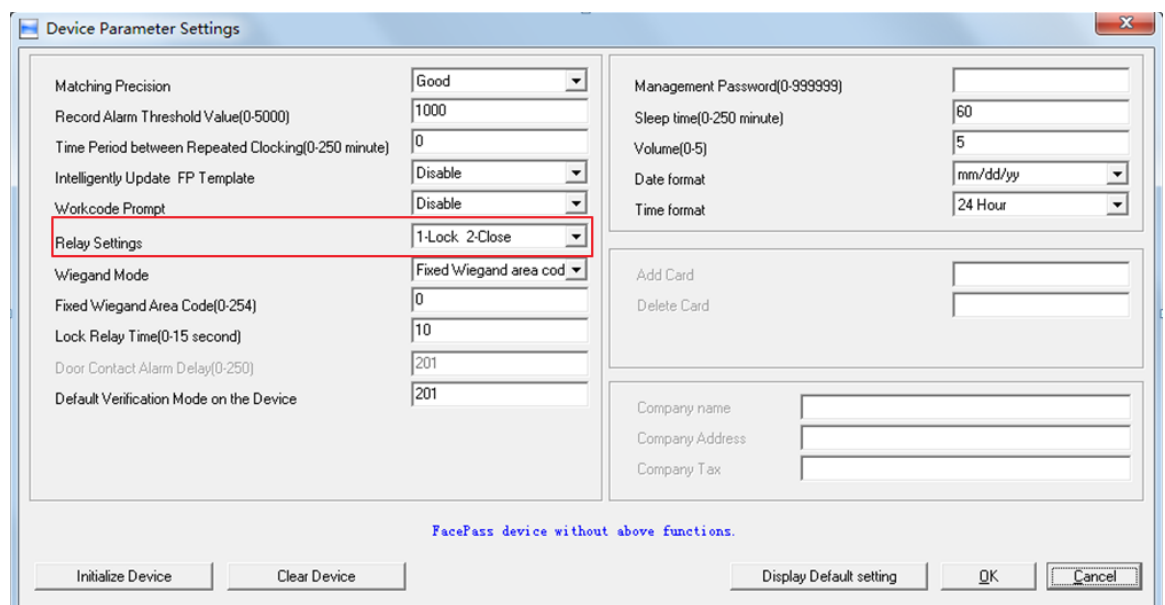 Device Parameter Settings
Matching Precision Good
Record Alarm Threshold Value(0-5000) 1000
Time Period between Repeated Clocking(0-250 minute) 0
Intelligently Update FP Template Disable
Workcode Prompt Disable
Relay Settings 1-Lock 2-Close
Wiegand Mode Fixed Wiegand area cod
Fixed Wiegand Area Code(0-254) 0
Lock Relay Time(0-15 second) 10
Door Contact Alarm Delay(0-250) 201
Default Verification Mode on the Device 201
Management Password(0-999999)
Sleep time(0-250 minute) 60
Volume(0-5) 5
Date format mm/dd/yy
Time format 24 Hour
Add Card
Delete Card
Company name
Company Address
Company Tax
FacePass device without above functions.
Initialize Device Clear Device Display Default setting OK Cancel